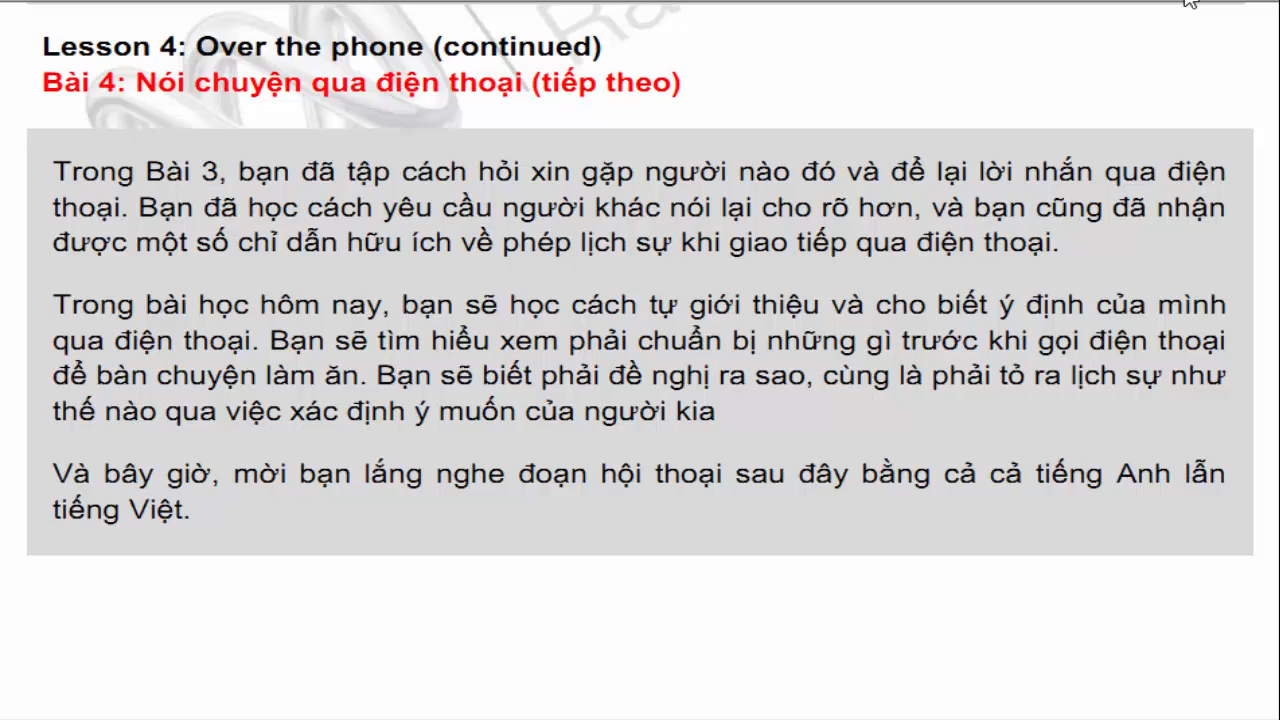 Lesson 4: Over the phone (continued)
Bài 4: Nói chuyện qua điện thoại (tiếp theo)
Trong Bài 3, bạn đã tập cách hỏi xin gặp người nào đó và để lại lời nhắn qua điện
thoại. Bạn đã học cách yêu cầu người khác nói lại cho rõ hơn, và bạn cũng đã nhận
được một số chỉ dẫn hữu ích về phép lịch sự khi giao tiếp qua điện thoại.
Trong bài học hôm nay, bạn sẽ học cách tự giới thiệu và cho biết ý định của mình
qua điện thoại. Bạn sẽ tìm hiểu xem phải chuẩn bị những gì trước khi gọi điện thoại
để bàn chuyện làm ăn. Bạn sẽ biết phải đề nghị ra sao, cùng là phải tỏ ra lịch sự như
thế nào qua việc xác định ý muốn của người kia
Và bây giờ, mời bạn lắng nghe đoạn hội thoại sau đây bằng cả cả tiếng Anh lẫn
tiếng Việt.